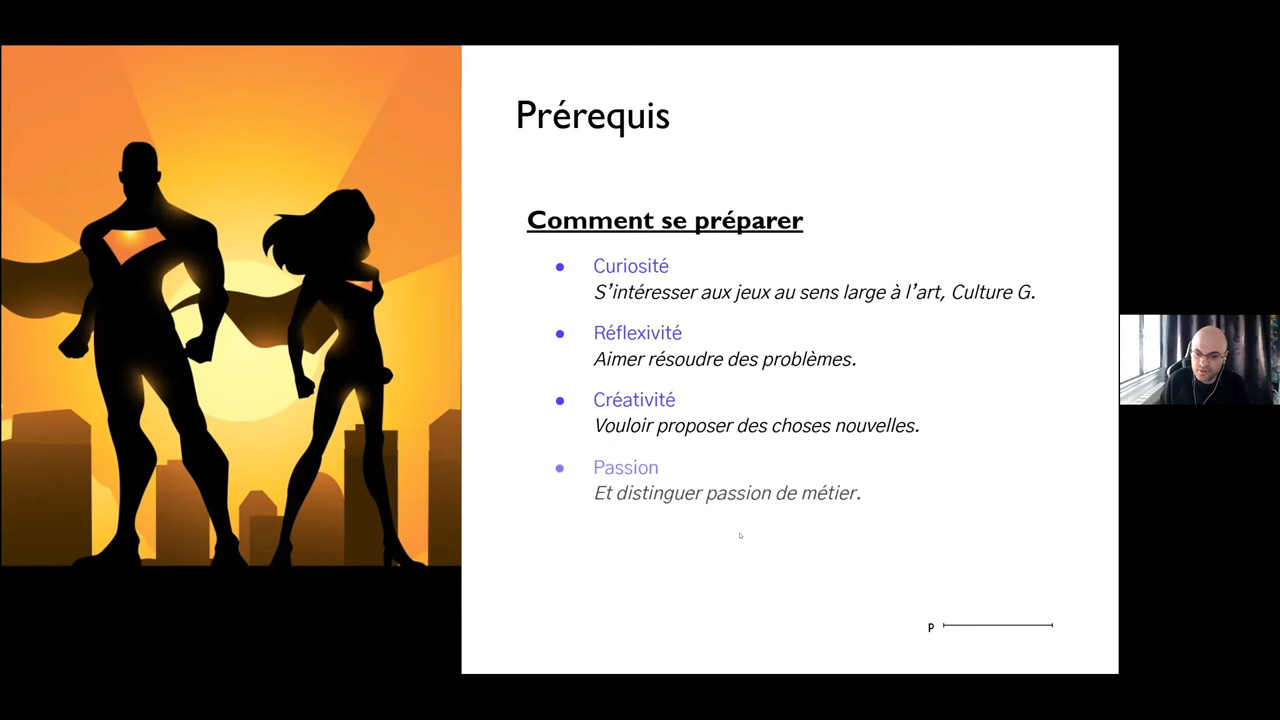 Prérequis
Comment se préparer
● Curiosité
S’intéresser aux jeux au sens large à l’art, Culture G.
● Réflexivité
Aimer résoudre des problèmes.
● Créativité
Vouloir proposer des choses nouvelles.
● Passion
Et distinguer passion de métier.
P